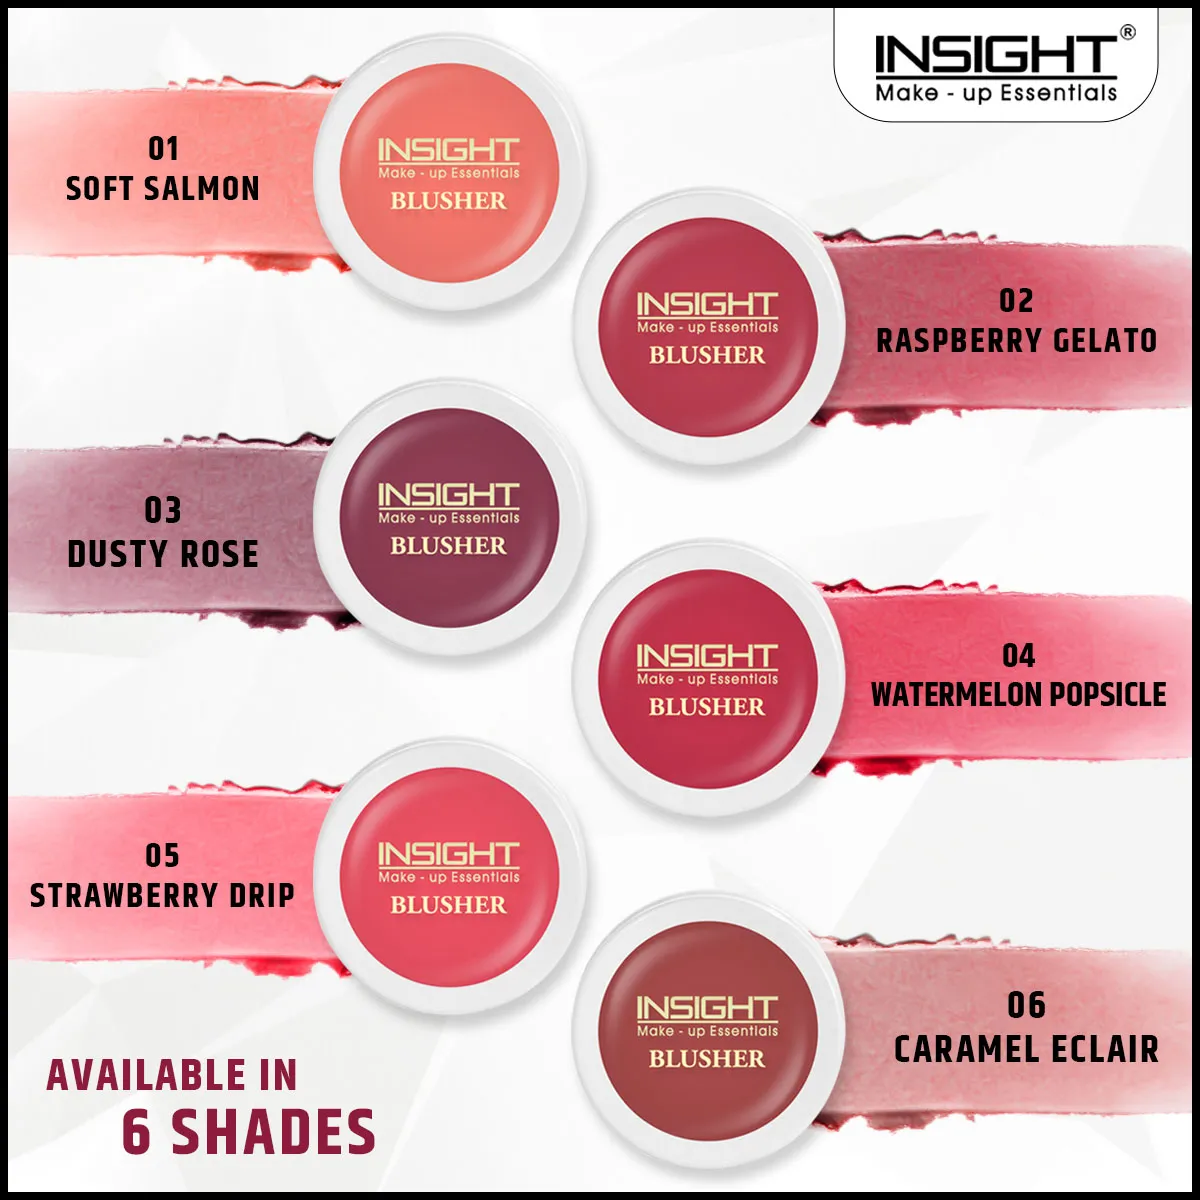 INSIGHT®
Make - up Essentials
INSIGHT
Make - up Essentials
BLUSHER
01
SOFT SALMON
INSIGHT
Make - up Essentials
BLUSHER
02
RASPBERRY GELATO
INSIGHT
Make - up Essentials
BLUSHER
03
DUSTY ROSE
INSIGHT
Make - up Essentials
BLUSHER
04
WATERMELON POPSICLE
INSIGHT
Make - up Essentials
BLUSHER
05
STRAWBERRY DRIP
INSIGHT
Make - up Essentials
BLUSHER
06
CARAMEL ECLAIR
AVAILABLE IN
6 SHADES